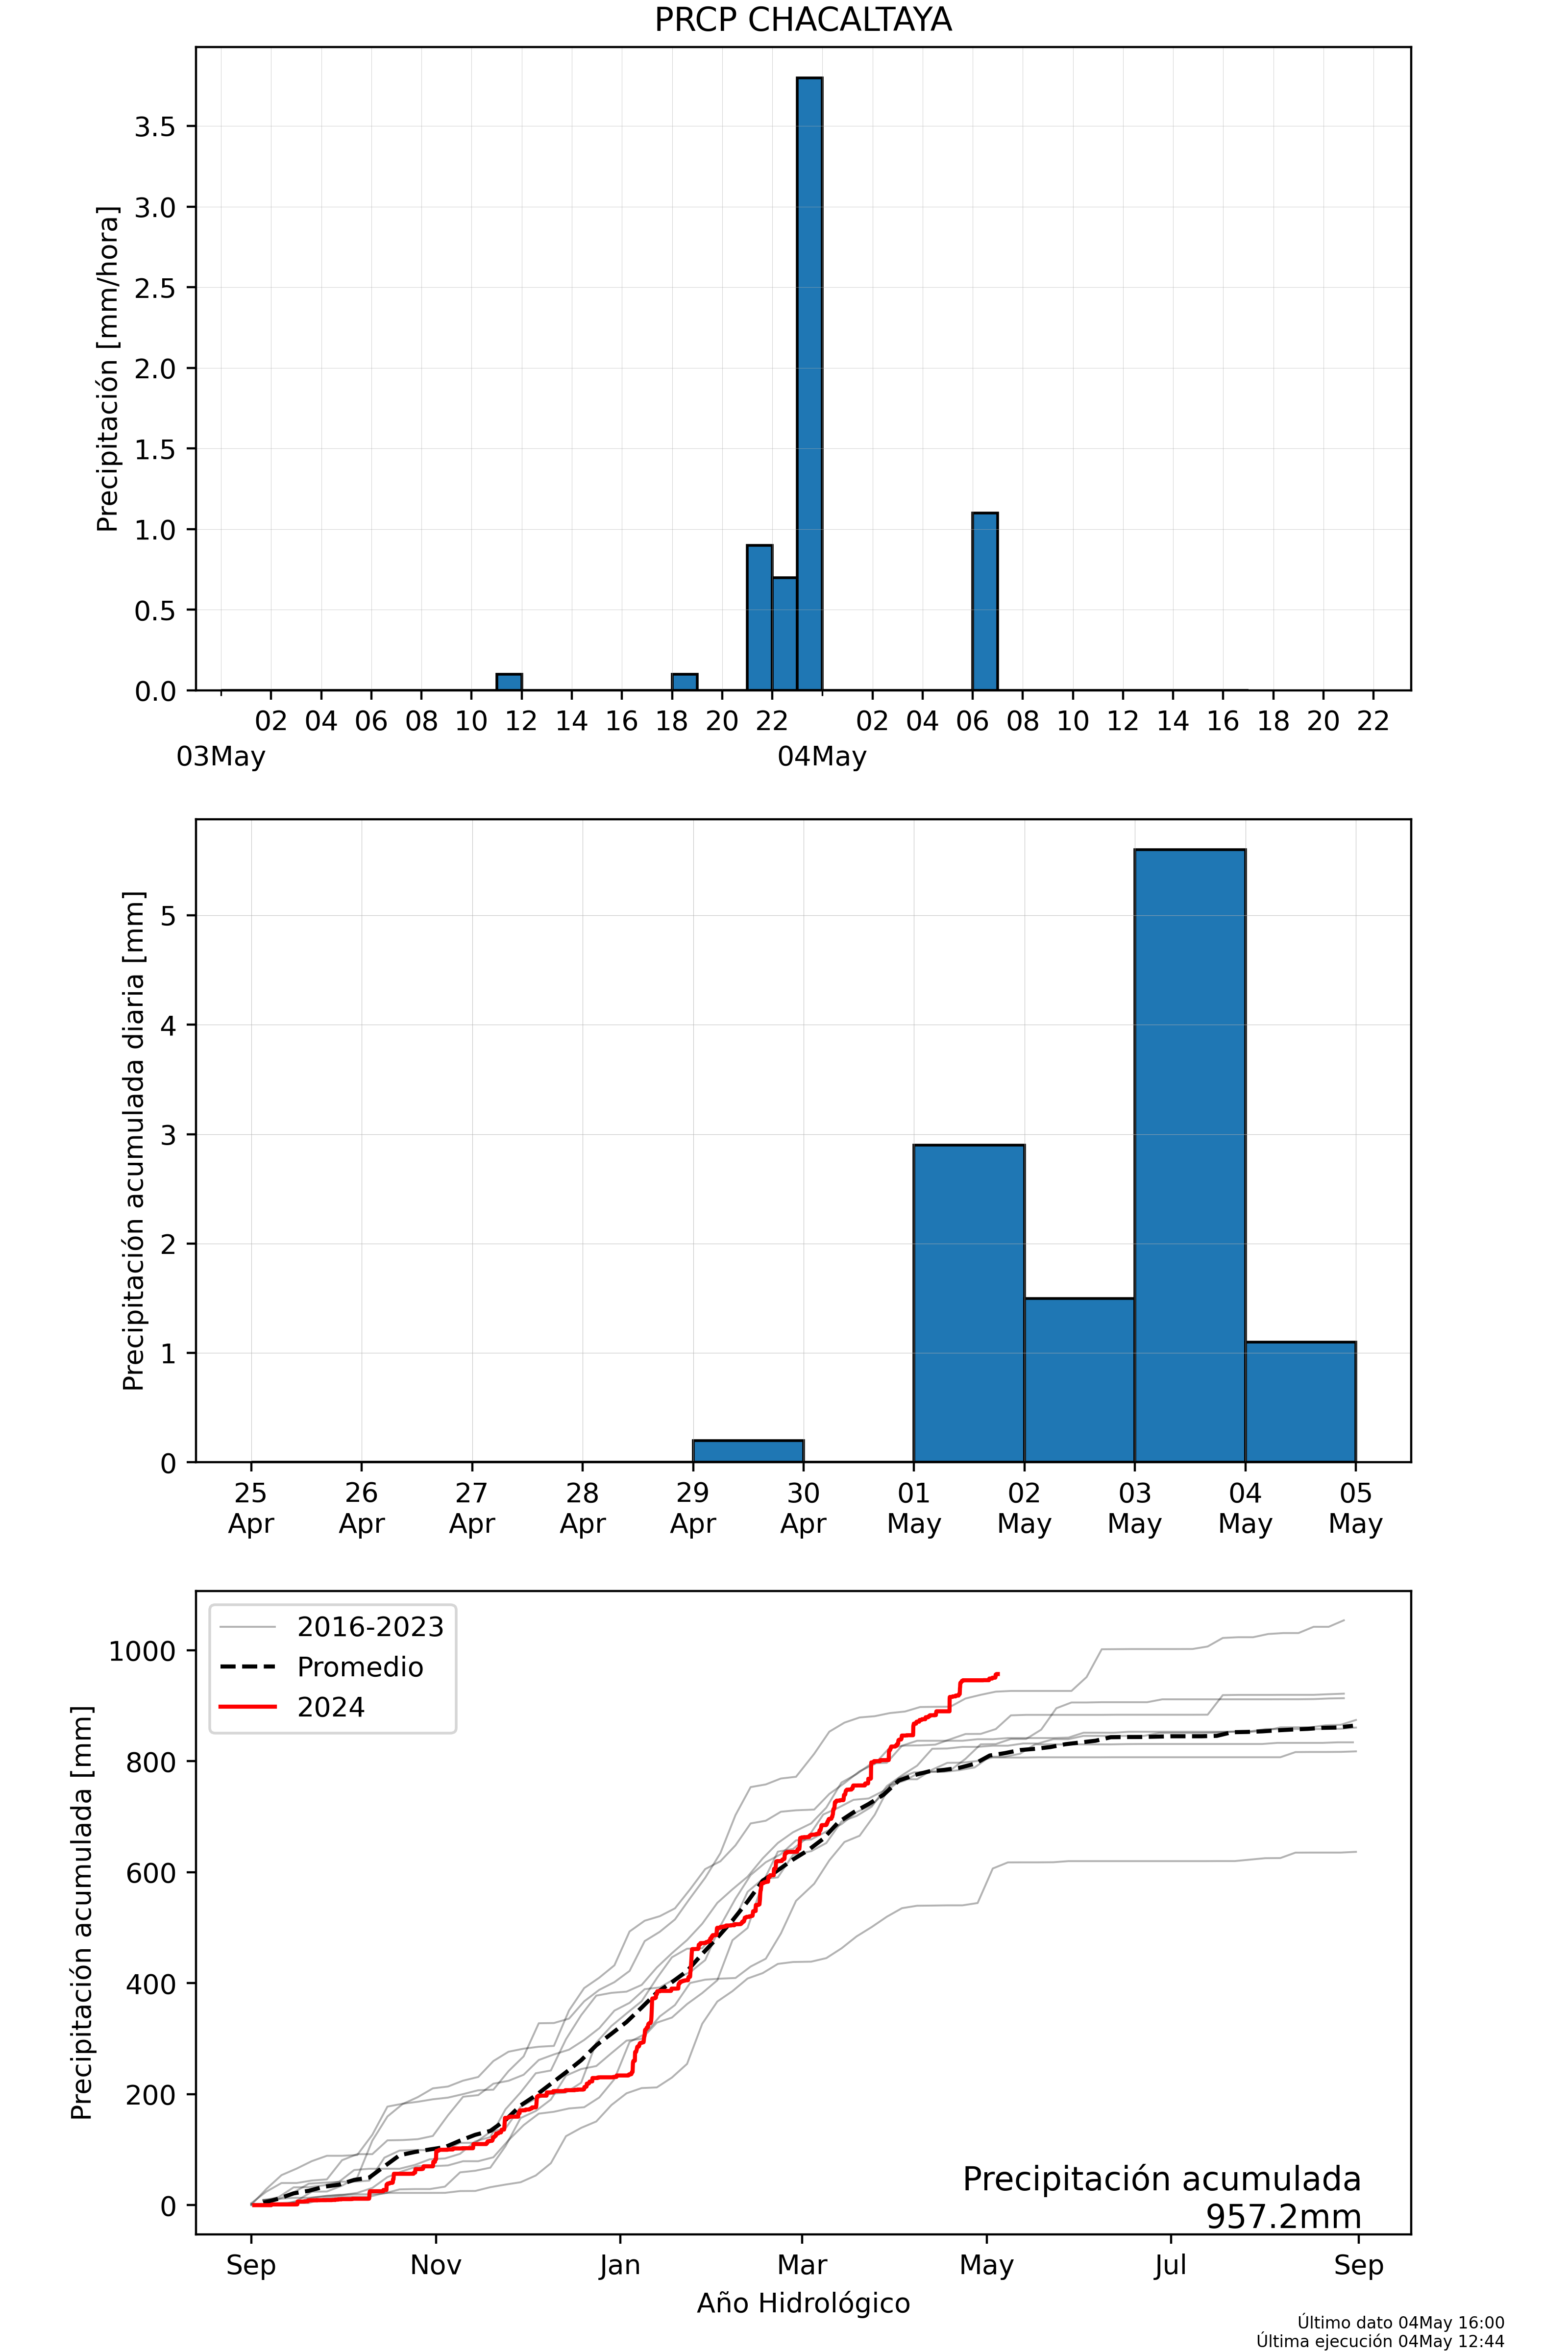 PRCP CHACALTAYA
Precipitación [mm/hora]
3.5
3.0
2.5
2.0
1.5
1.0
0.5
0.0
02 04 06 08 10 12 14 16 18 20 22 02 04 06 08 10 12 14 16 18 20 22
03May 04May
Precipitación acumulada diaria [mm]
5
4
3
2
1
0
25 26 27 28 29 30 01 02 03 04 05
Apr Apr Apr Apr Apr Apr May May May May May
Precipitación acumulada [mm]
1000
800
600
400
200
0
2016-2023
Promedio
2024
Precipitación acumulada
957.2mm
Sep Nov Jan Mar May Jul Sep
Año Hidrológico
Último dato 04May 16:00
Última ejecución 04May 12:44